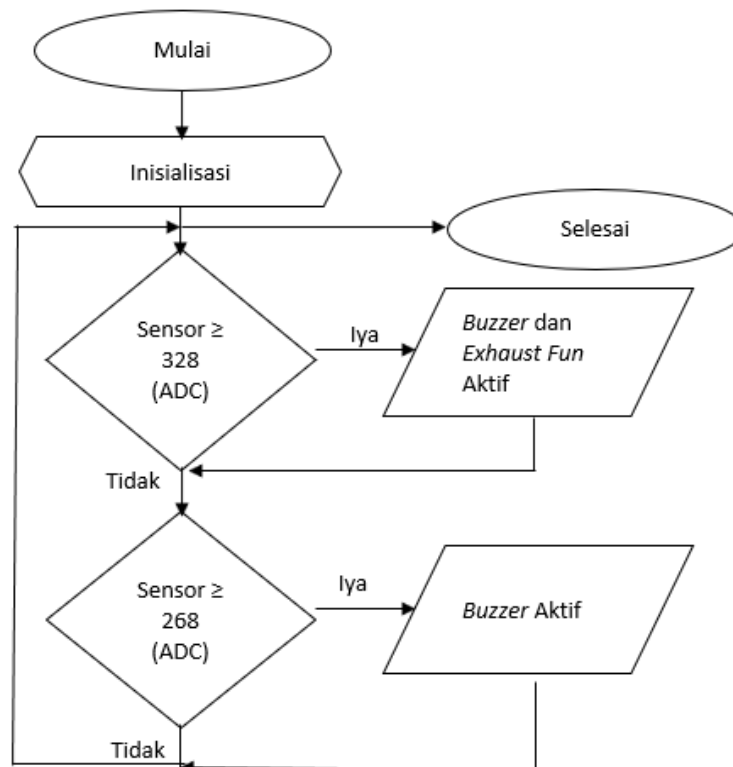 Mulai
Inisialisasi
Selesai
Sensor ≥
328
(ADC)
Iya
Buzzer dan
Exhaust Fun
Aktif
Tidak
Sensor ≥
268
(ADC)
Iya
Buzzer Aktif
Tidak